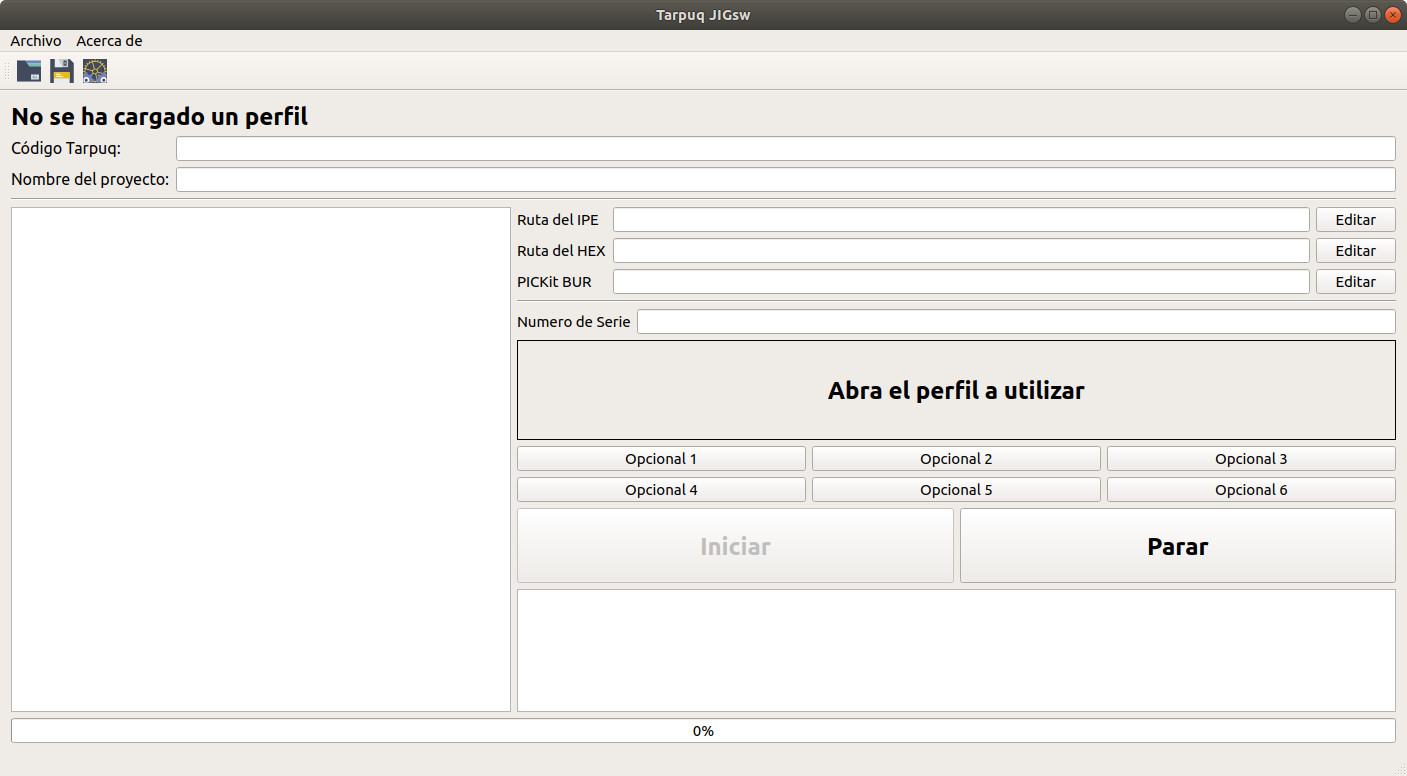 Tarpuq JIGsw
Archivo Acerca de
No se ha cargado un perfil
Código Tarpuq:
Nombre del proyecto:
Ruta del IPE Editar
Ruta del HEX Editar
PICKit BUR Editar
Numero de Serie
Abra el perfil a utilizar
Opcional 1 Opcional 2 Opcional 3
Opcional 4 Opcional 5 Opcional 6
Iniciar Parar
0%